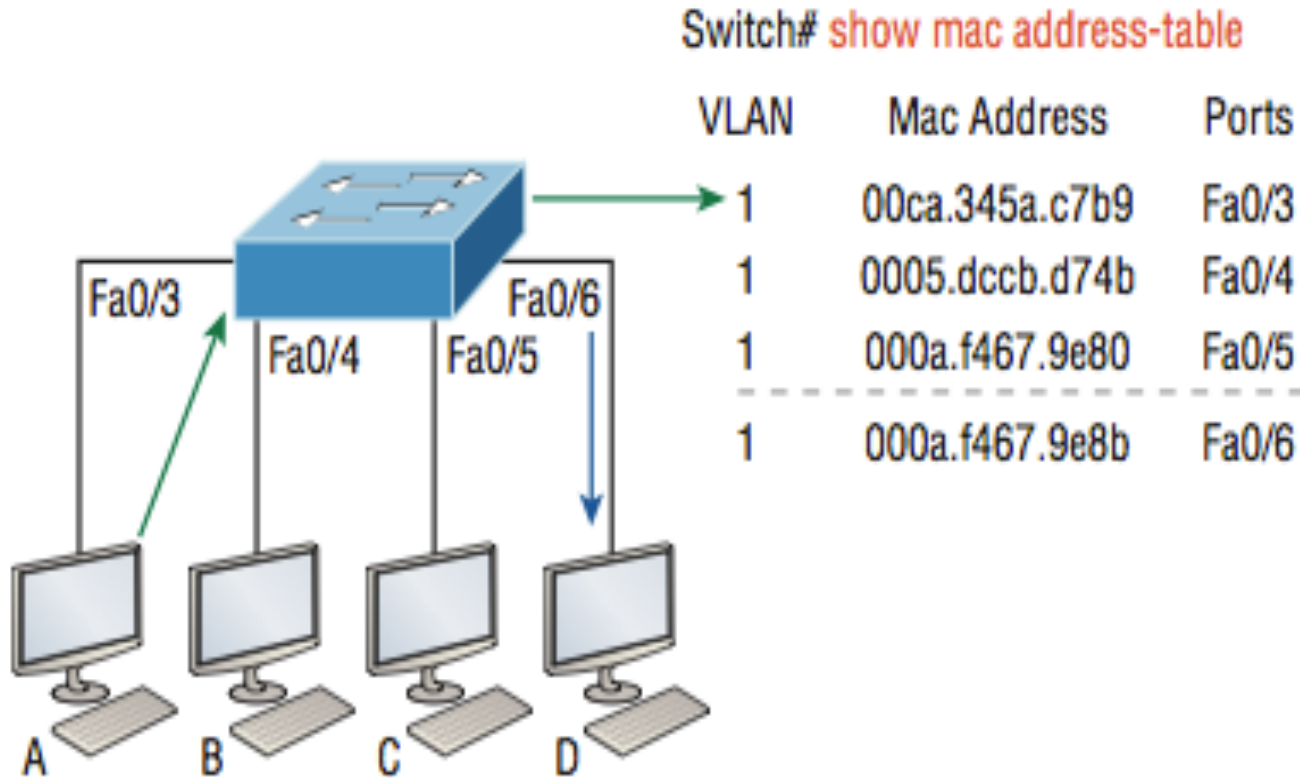 Switch# show mac address-table
VLAN Mac Address Ports
1 00ca.345a.c7b9 Fa0/3
1 0005.dccb.d74b Fa0/4
1 000a.f467.9e80 Fa0/5
1 000a.f467.9e8b Fa0/6
Fa0/3 Fa0/6
Fa0/4 Fa0/5
A B C D